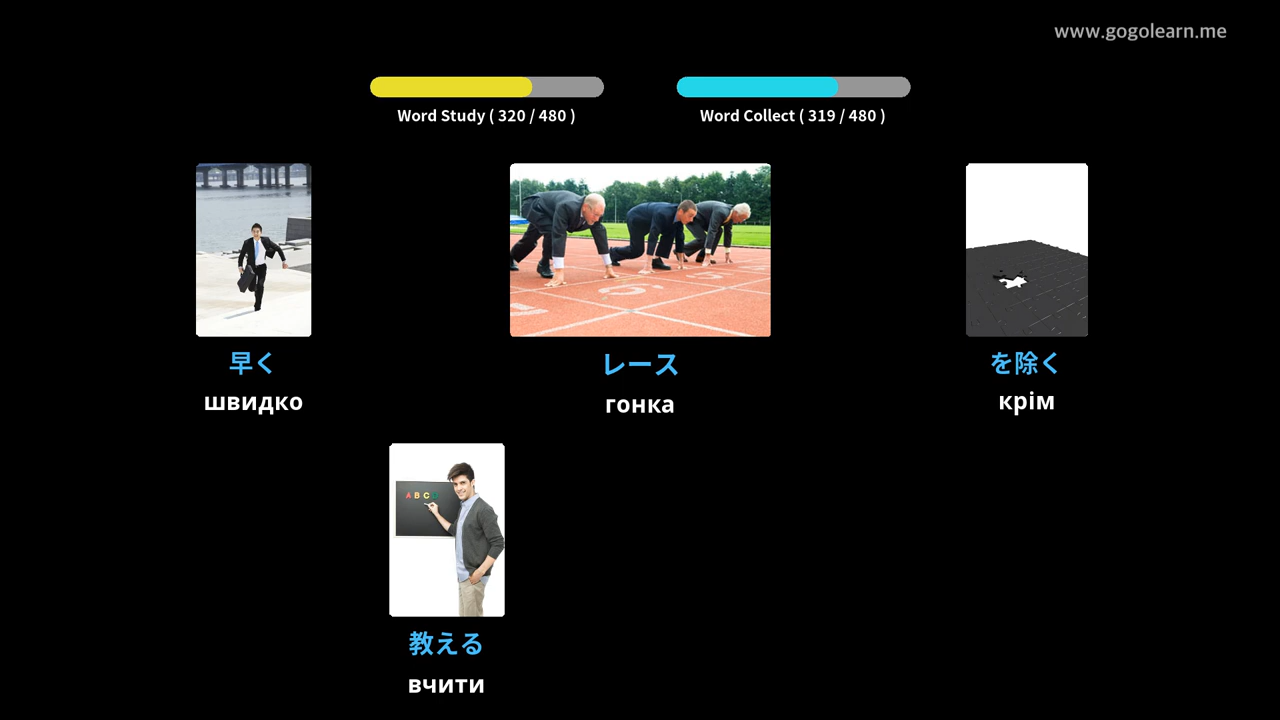 www.gogolearn.me
Word Study ( 320 / 480 )
Word Collect ( 319 / 480 )
早く
швидко
レース
гонка
を除く
крім
A B C D
教える
вчити